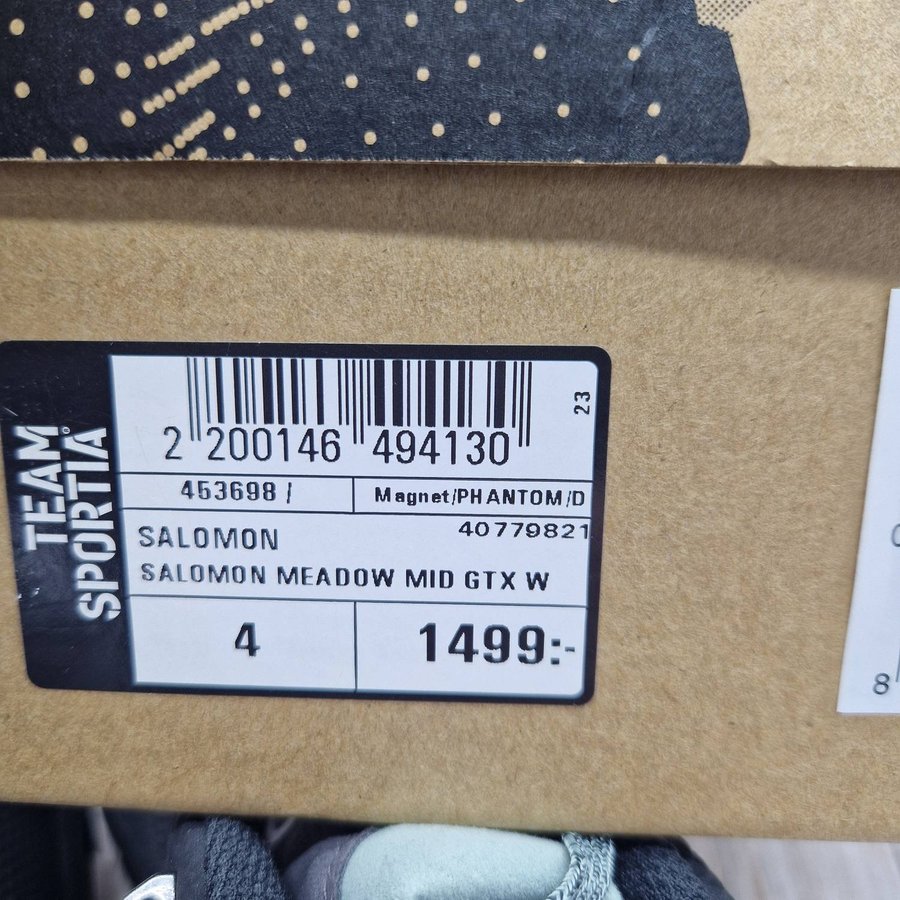 TEAM
SPORTIA
2 200146 494130
23
453698 /
Magnet/PHANTOM/D
40779821
SALOMON
SALOMON MEADOW MID GTX W
4
1499:-
8